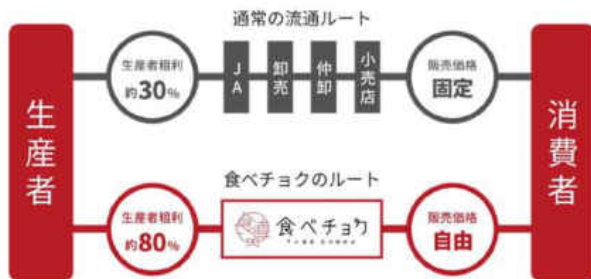 通常の流通ルート
生産者
生産者粗利
約30%
JA
卸売
仲卸
小売店
販売価格
固定
消費者
食べチョクのルート
生産者粗利
約80%
食べチョク
販売価格
自由